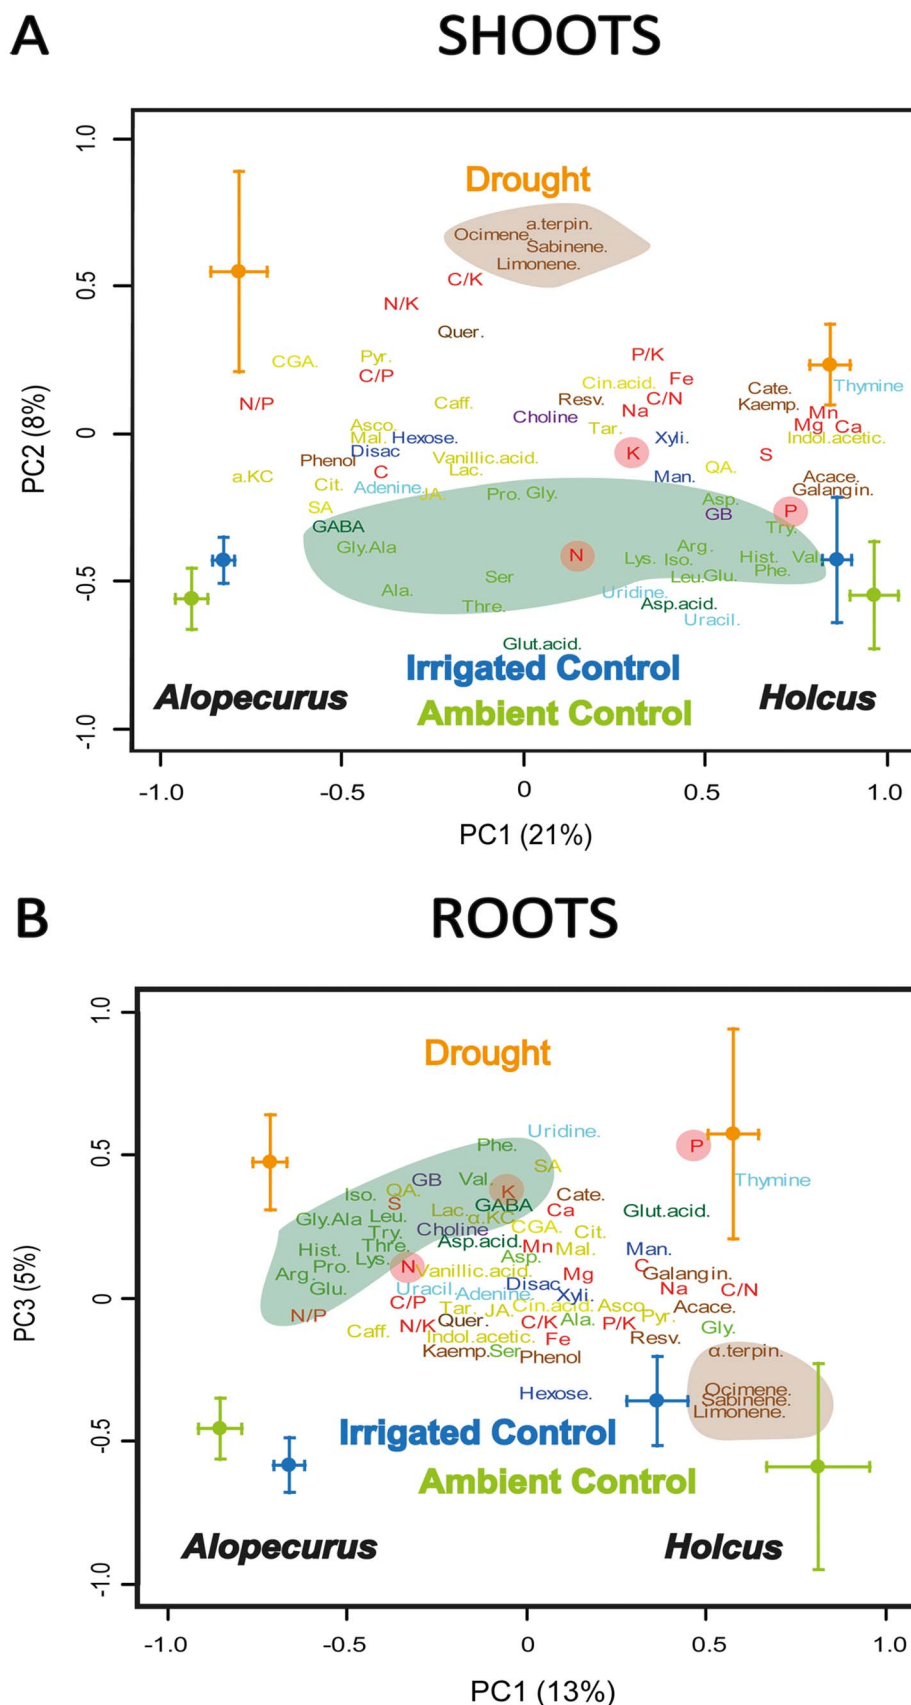 A
SHOOTS
1.0
Drought
a.terpin.
Ocimene.
Sabinene.
Limonene.
0.5
C/K
N/K
Quer.
CGA.
Pyr.
P/K
C/P
Cin.acid.
Fe
Thymine
N/P
Caff.
Resv.
C/N
Cate.
Kaemp.
Choline
Na
Mn
PC2 (8%)
0
Asco.
Tar.
Mg
Ca
Mal.
Hexose.
Xyli.
Indol.acetic.
Disac
K
S
Phenol
Vanillic.acid.
C
Lac.
QA.
a.KC
Man.
Acace.
Cit.
Adenine.
JA.
Pro.
Gly.
Galangin.
SA
Asp.
GB
P
GABA
Try.
Gly.Ala
N
Arg.
Lys.
Iso.
Hist.
Val.
Ser
Leu.
Glu.
Phe.
-0.5
Ala.
Uridine.
Thre.
Asp.acid.
Uracil.
Glut.acid.
Irrigated Control
Alopecurus
Holcus
Ambient Control
-1.0
-1.0 -0.5 0 0.5 1.0
PC1 (21%)
B
ROOTS
1.0
Drought
0.5
Phe.
Uridine.
P
SA
GB
Val.
Thymine
Iso.
QA.
K
Cate.
S
GABA
Ca
Glut.acid.
Gly.Ala
Leu.
Lac.
α.KC
Try.
Choline
CGA.
Cit.
Hist.
Thre.
Asp.acid.
Mn
Mal.
Man.
Pro.
Lys.
Asp.
C
Arg.
N
Vanillic.acid.
Mg
Galangin.
Glu.
Uracil.
Adenine.
Disac
Xyli.
Na
C/N
PC3 (5%)
0
N/P
C/P
Tar.
JA.
Cin.acid.
Asco.
Acace.
N/K
Quer.
C/K
Ala.
P/K
Pyr.
Caff.
Indol.acetic.
Fe
Resv.
Gly.
Kaemp.
Ser
Phenol
α.terpin.
Hexose.
Ocimene.
Sabinene.
Limonene.
-0.5
Irrigated Control
Ambient Control
Alopecurus
Holcus
-1.0
-1.0 -0.5 0 0.5 1.0
PC1 (13%)